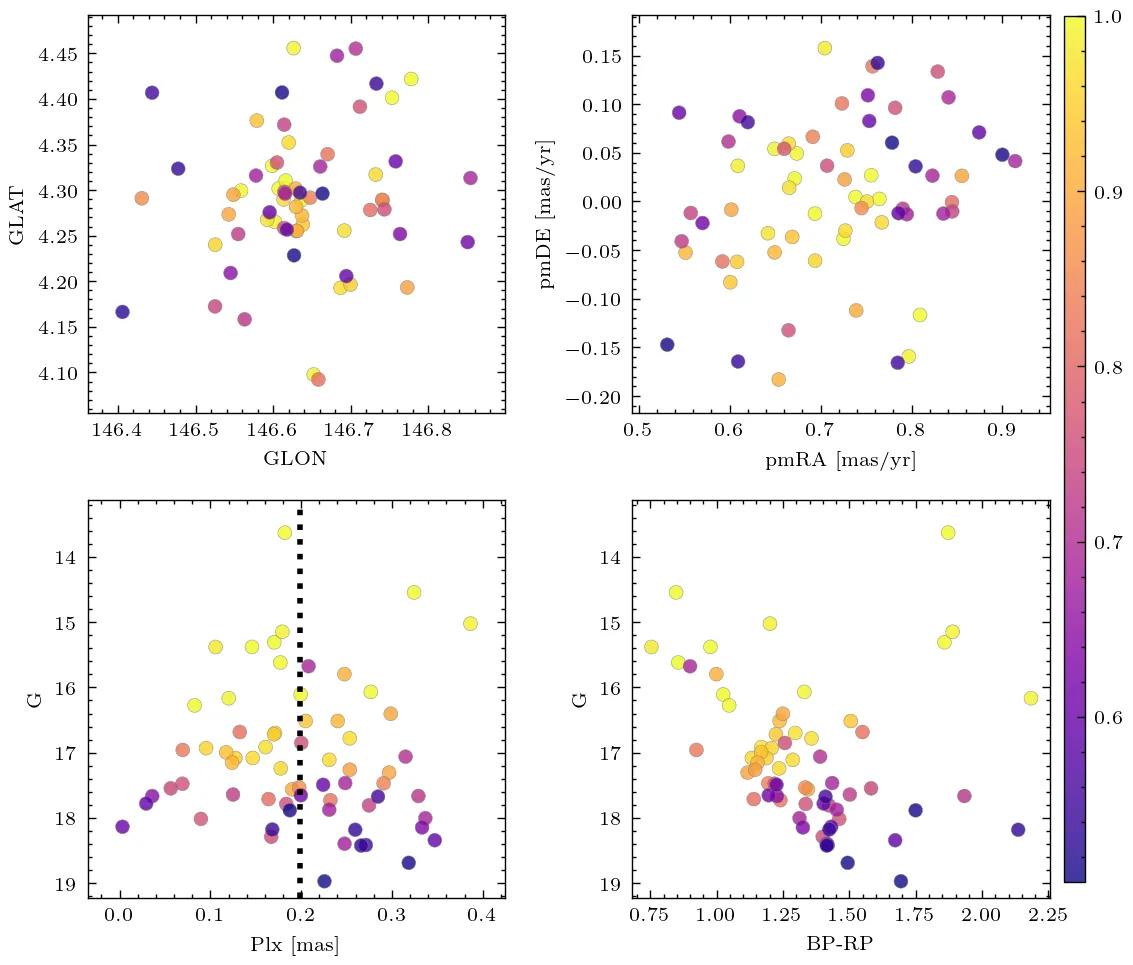 4.45
4.40
4.35
4.30
4.25
4.20
4.15
4.10
GLAT
146.4 146.5 146.6 146.7 146.8
GLON
0.15
0.10
0.05
0.00
−0.05
−0.10
−0.15
−0.20
pmDE [mas/yr]
0.5 0.6 0.7 0.8 0.9
pmRA [mas/yr]
1.0
0.9
0.8
0.7
0.6
14
15
16
17
18
19
G
0.0 0.1 0.2 0.3 0.4
Plx [mas]
14
15
16
17
18
19
G
0.75 1.00 1.25 1.50 1.75 2.00 2.25
BP-RP